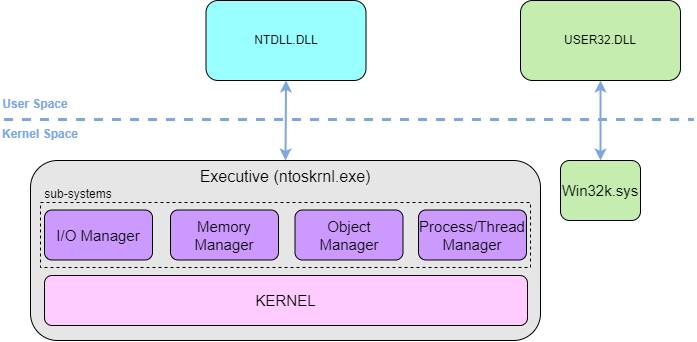 NTDLL.DLL
USER32.DLL
User Space
Kernel Space
Executive (ntoskrnl.exe)
sub-systems
I/O Manager
Memory
Manager
Object
Manager
Process/Thread
Manager
Win32k.sys
KERNEL